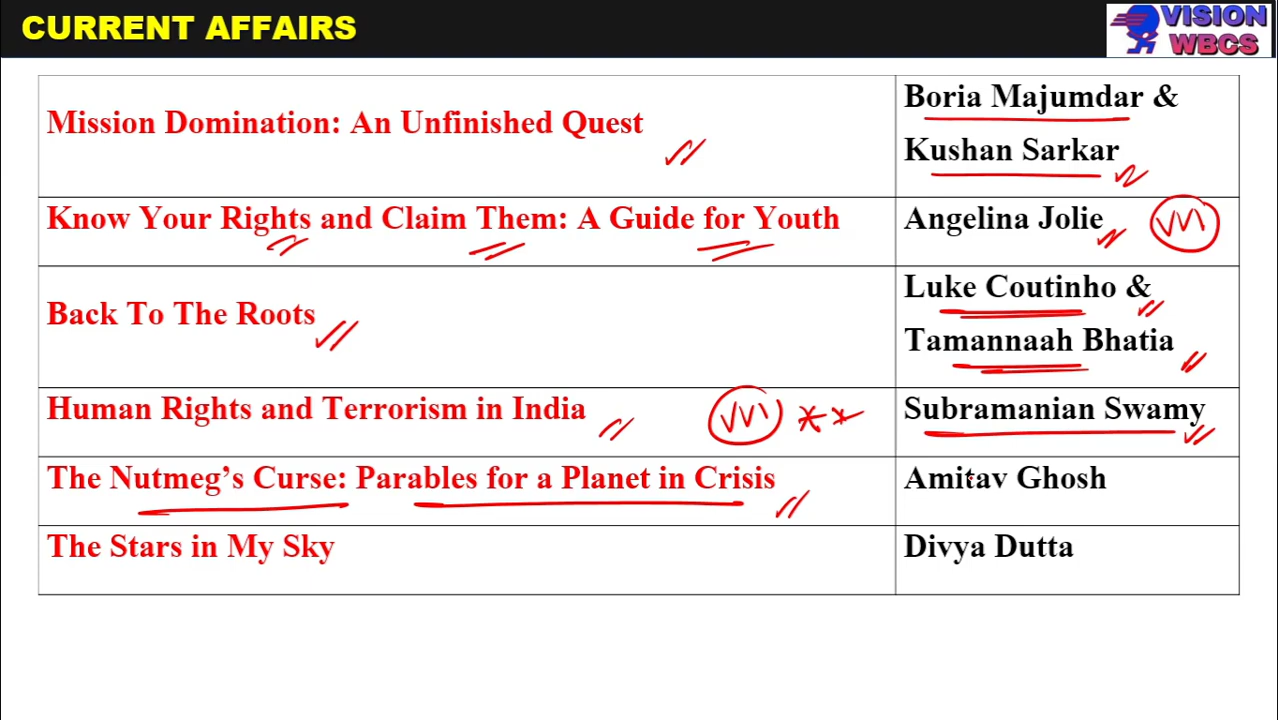 CURRENT AFFAIRS
VISION
WBCS
Mission Domination: An Unfinished Quest
Boria Majumdar &
Kushan Sarkar
Know Your Rights and Claim Them: A Guide for Youth
Angelina Jolie
Back To The Roots
Luke Coutinho &
Tamannaah Bhatia
Human Rights and Terrorism in India
Subramanian Swamy
The Nutmeg’s Curse: Parables for a Planet in Crisis
Amitav Ghosh
The Stars in My Sky
Divya Dutta